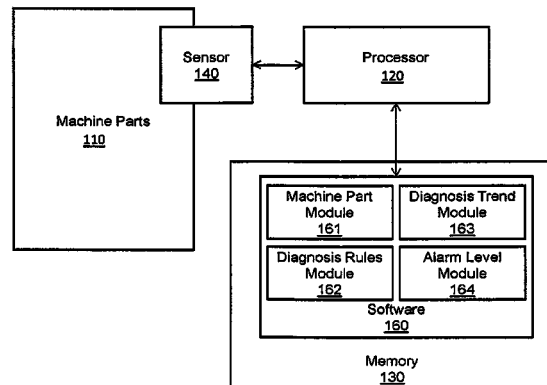 Sensor
140
Processor
120
Machine Parts
110
Machine Part
Module
161
Diagnosis Trend
Module
163
Diagnosis Rules
Module
162
Alarm Level
Module
164
Software
160
Memory
130